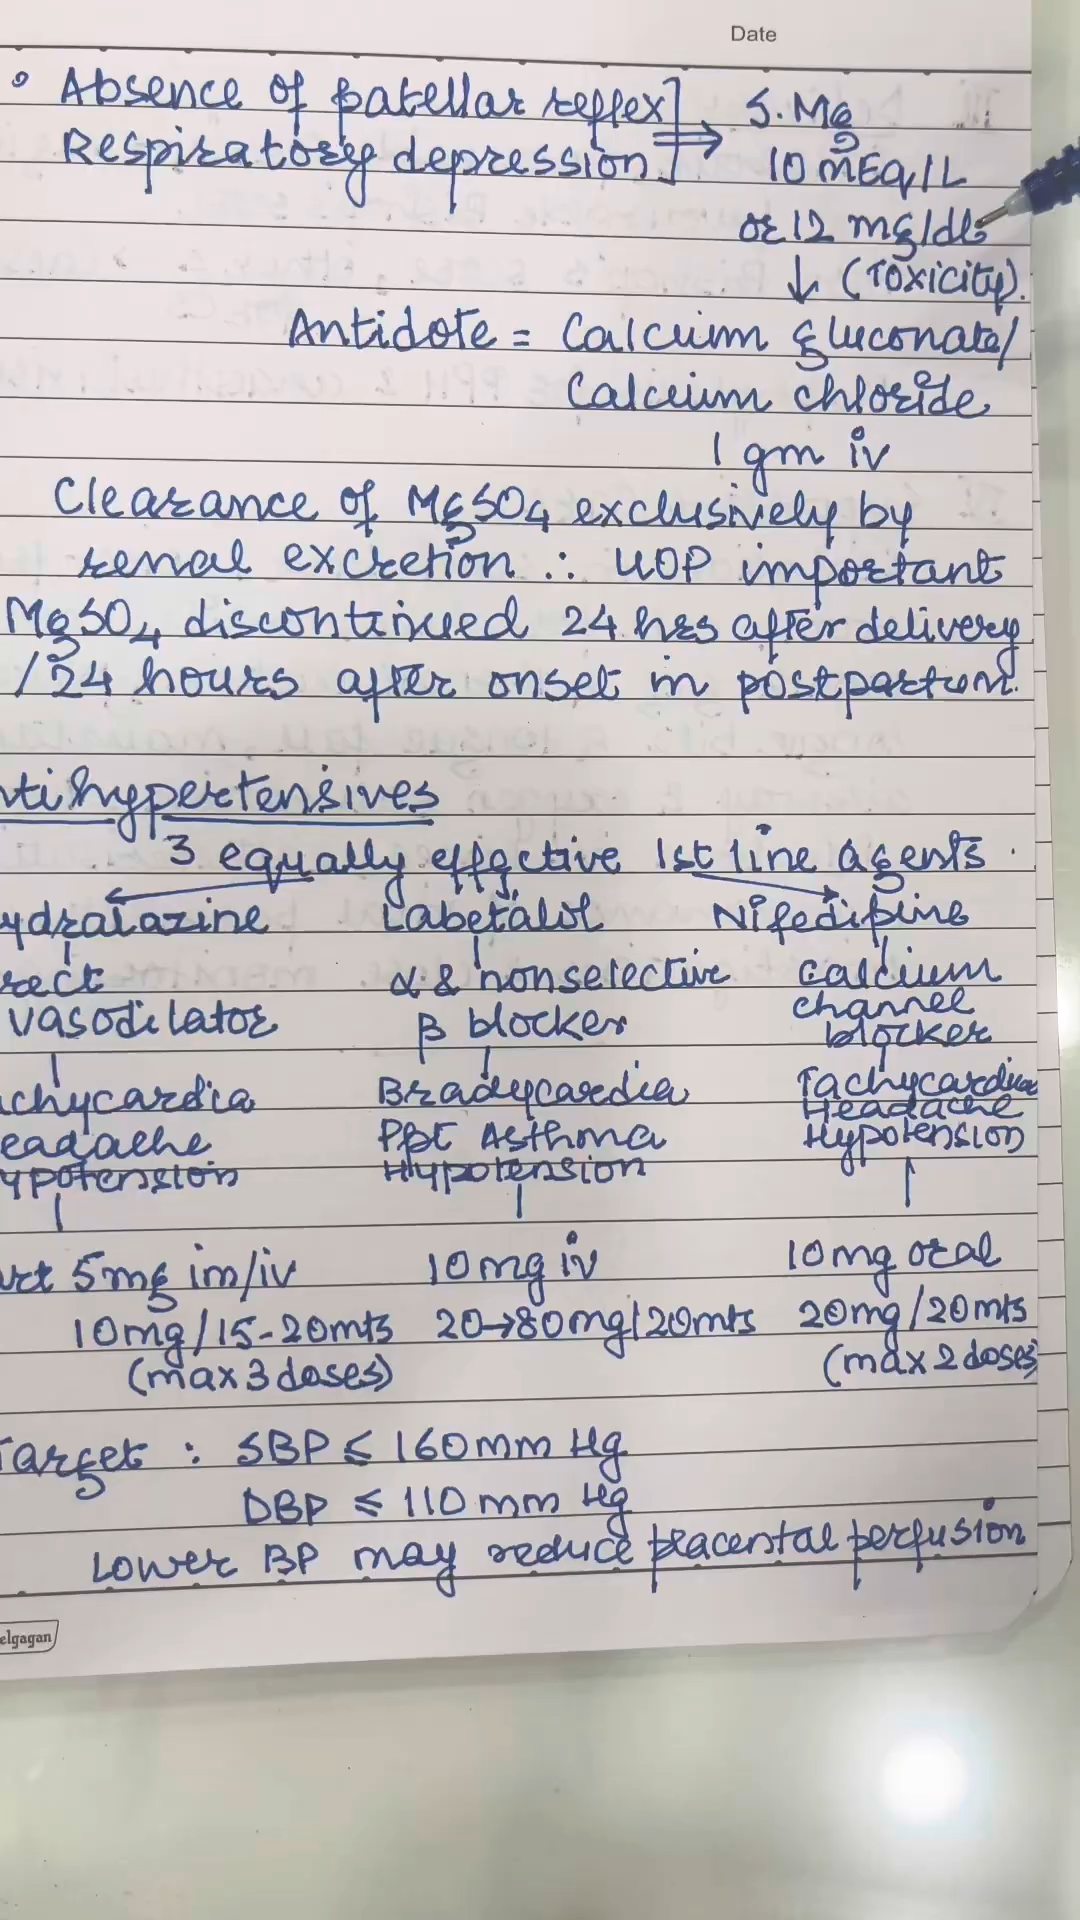 Date
• Absence of patellar reflex] ⇒ S. Mg
Respiratory depression] 10 mEq/L
or 12 mg/dl
↓ (Toxicity).
Antidote = Calcium gluconate/
Calcium chloride
1 gm iv
Clearance of MgSO4 exclusively by
renal excretion ∴ UOP important
MgSO4 discontinued 24 hrs after delivery
/ 24 hours after onset in postpartum.
ntihypertensives
3 equally effective 1st line agents.
ydralazine Labetalol Nifedipine
rect α & nonselective calcium
vasodilator β blocker channel
blocker
achycardia Bradycardia Tachycardia
eadache PPt Asthma Headache
ypotension Hypotension Hypotension
art 5mg im/iv 10mg iv 10mg oral
10mg/15-20mts 20→80mg/20mts 20mg/20mts
(max 3 doses) (max 2 doses)
Target : SBP ≤ 160mm Hg
DBP ≤ 110 mm Hg
Lower BP may reduce placental perfusion
elgagan